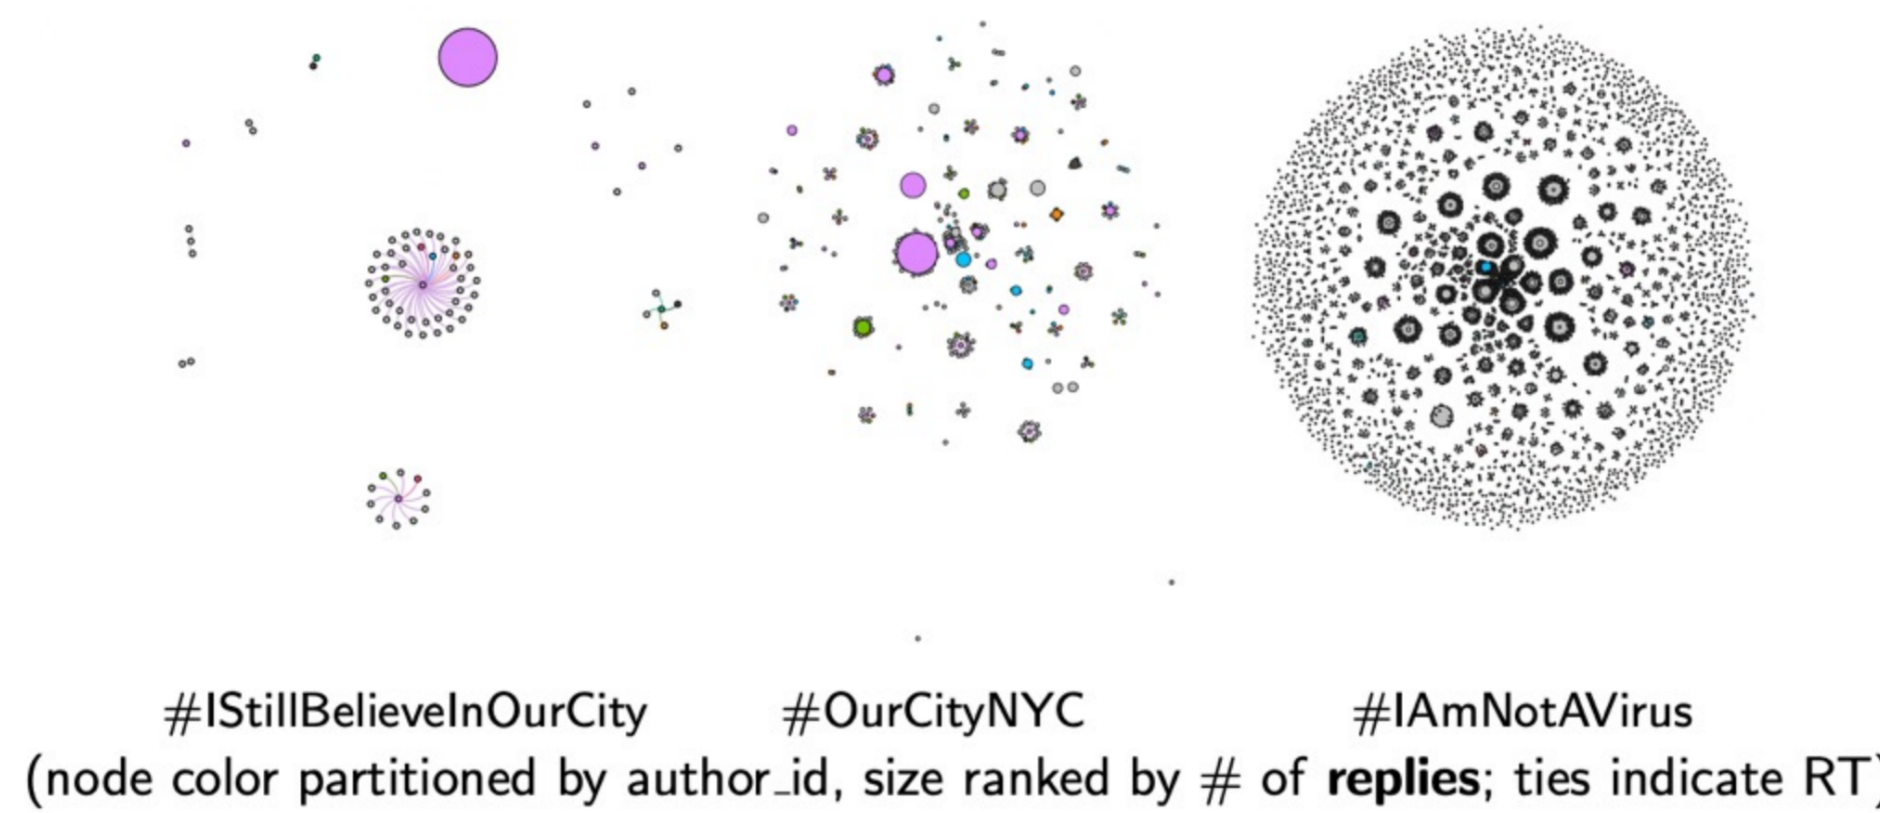 #IStillBelieveInOurCity #OurCityNYC #IAmNotAVirus
(node color partitioned by author_id, size ranked by # of replies; ties indicate RT)